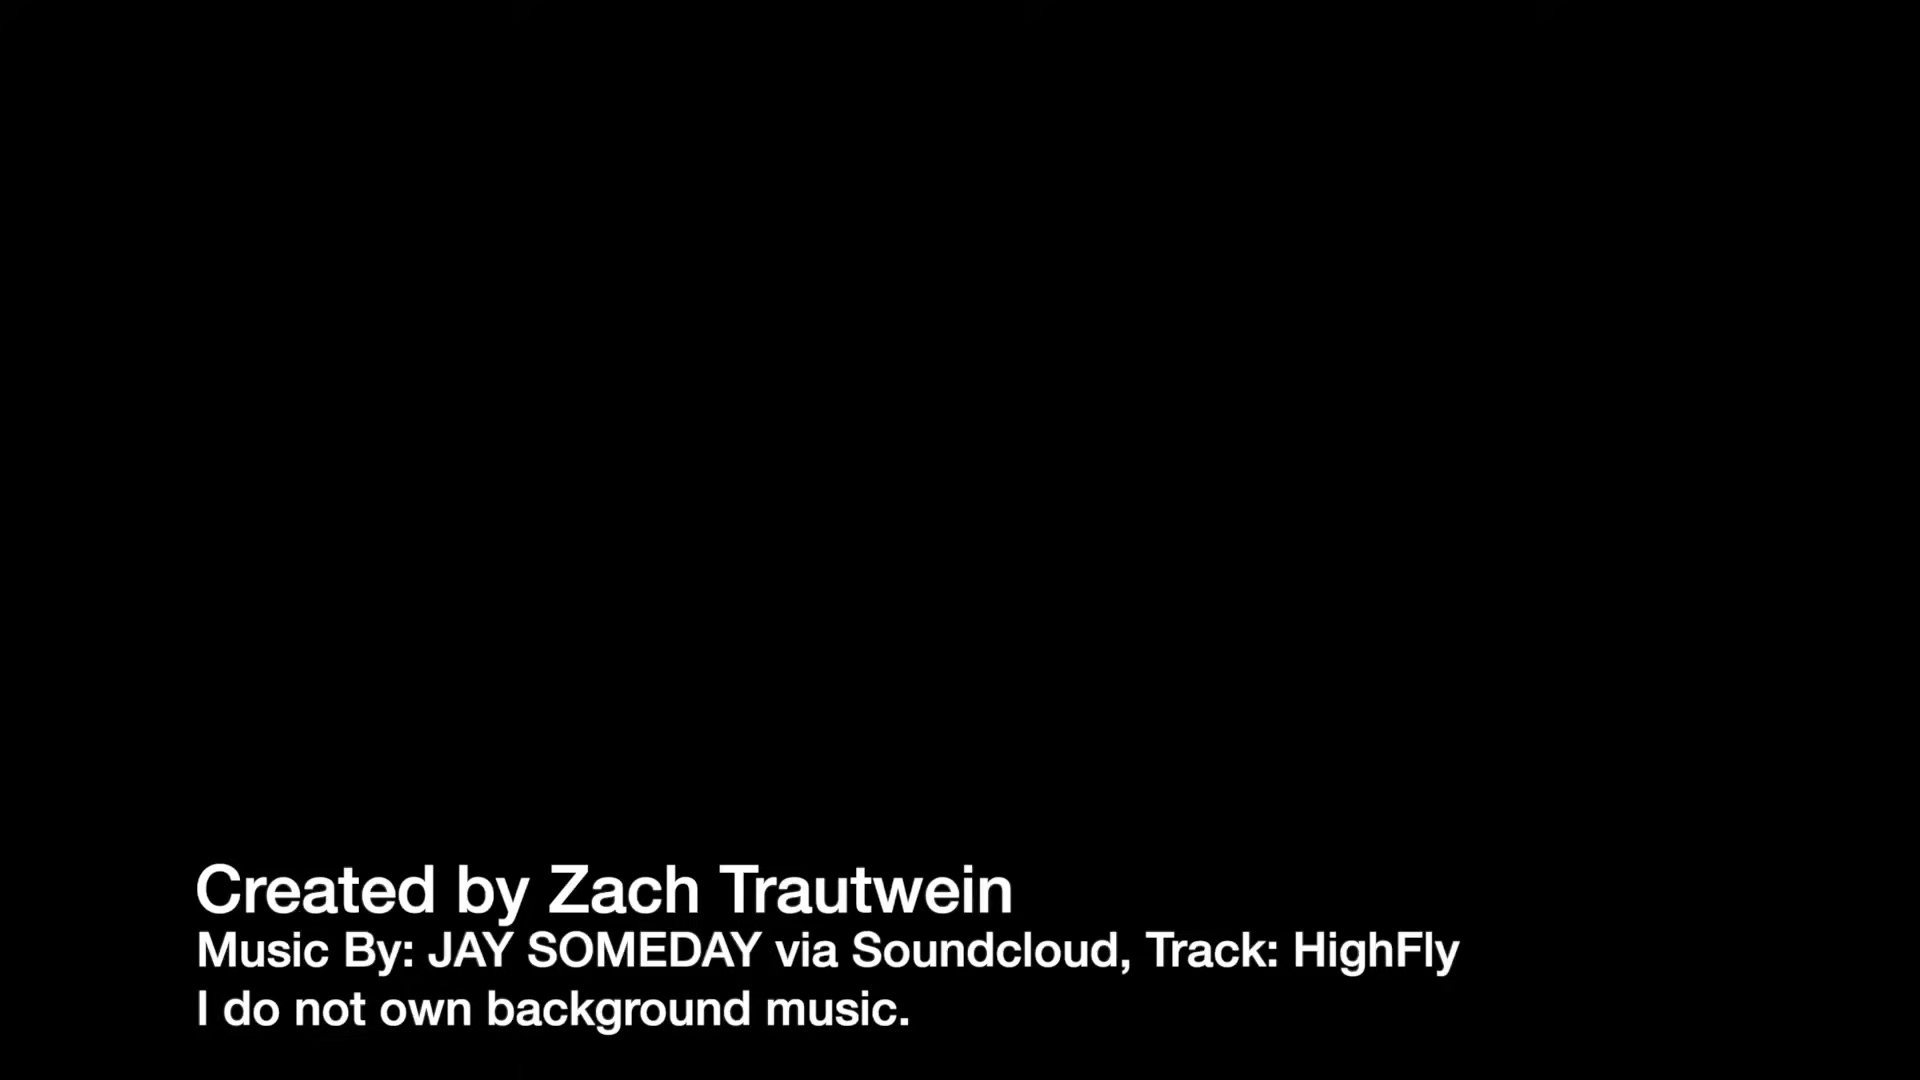 Created by Zach Trautwein
Music By: JAY SOMEDAY via Soundcloud, Track: HighFly
I do not own background music.